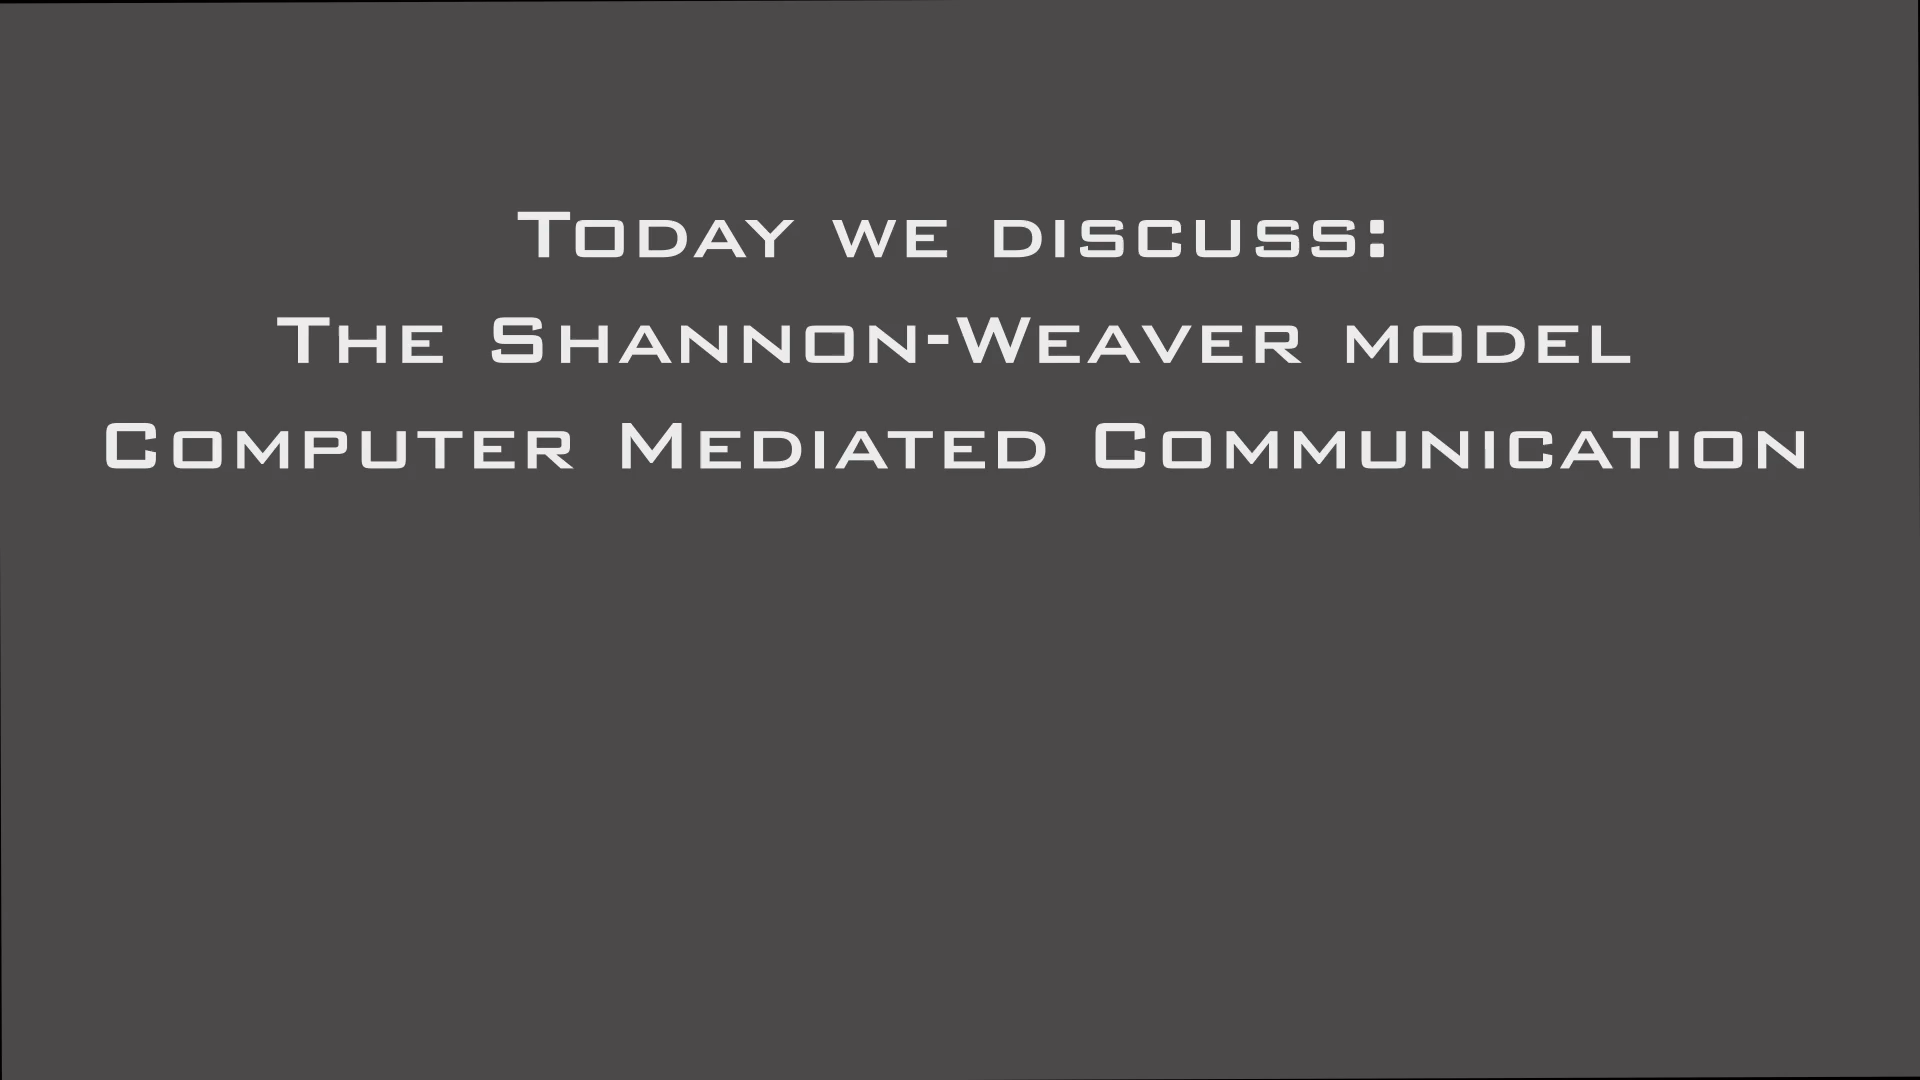 Today we discuss:
The Shannon-Weaver model
Computer Mediated Communication